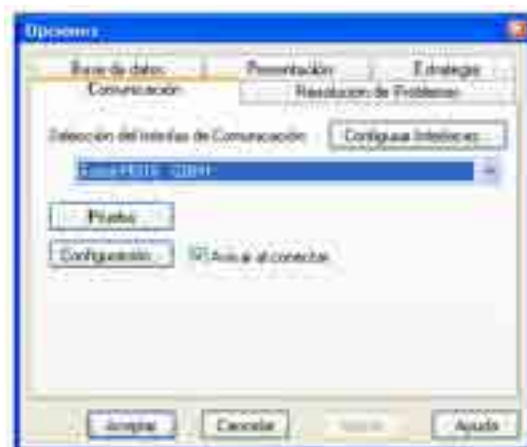 Opciones
Base de datos Presentación Estrategia
Comunicación Resolución de Problemas
Selección del Interfas de Comunicación Configurar Interfaces...
Prueba
Configuración... Avisar al conectar
Aceptar Cancelar Ayuda